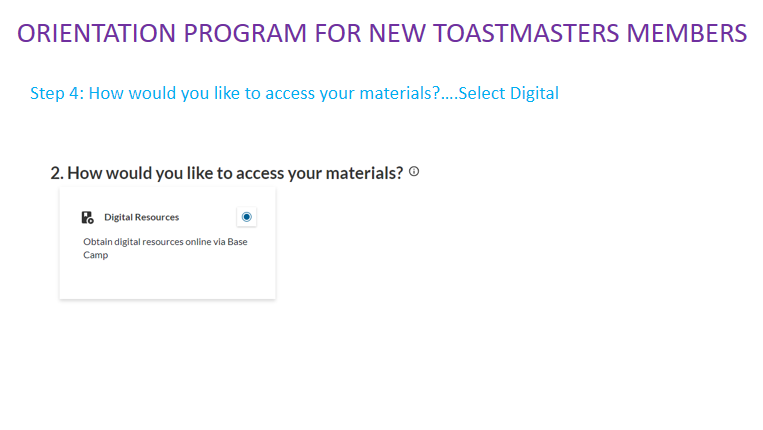 ORIENTATION PROGRAM FOR NEW TOASTMASTERS MEMBERS
Step 4: How would you like to access your materials?....Select Digital
2. How would you like to access your materials?
Digital Resources
Obtain digital resources online via Base
Camp